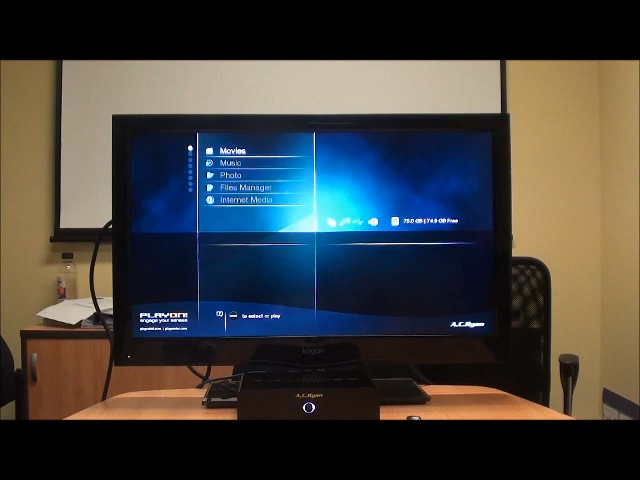 Movies
Music
Photo
Files Manager
Internet Media
75.0 GB | 74.9 GB Free
PLAYON!
engage your senses
to select or play
A.C.Ryan
kogan
A.C.Ryan